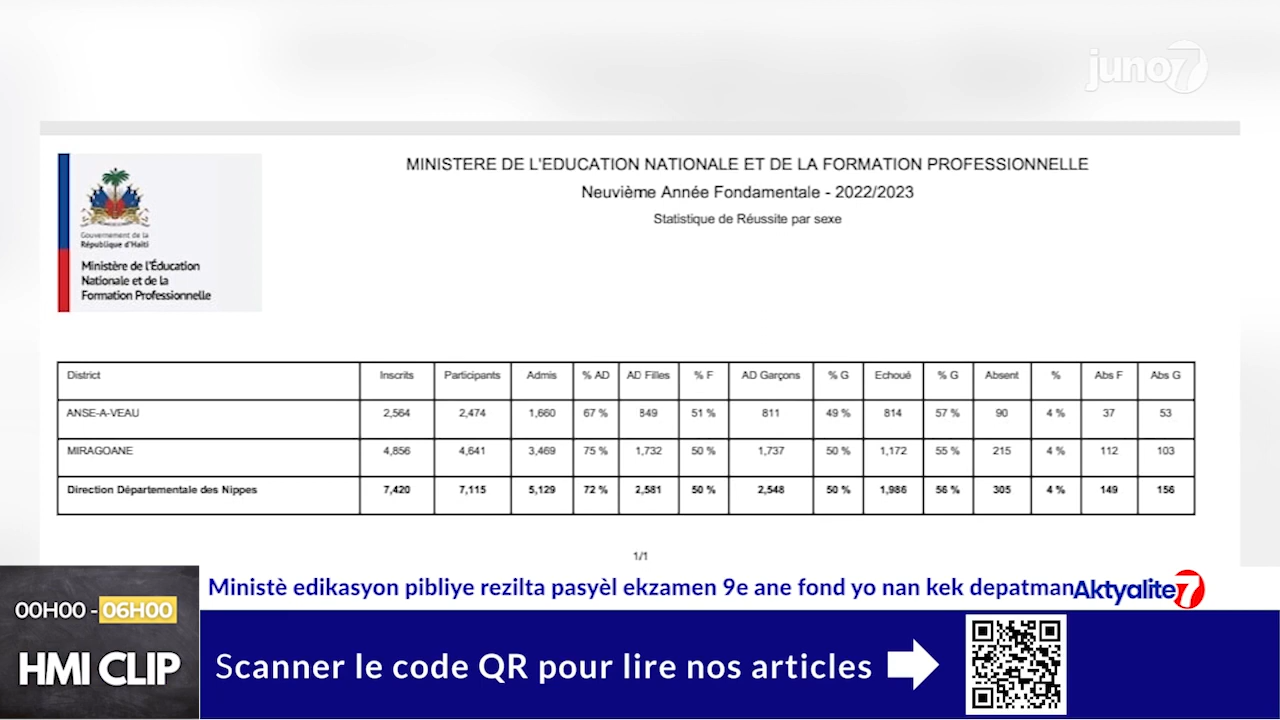 juno7
MINISTERE DE L'EDUCATION NATIONALE ET DE LA FORMATION PROFESSIONNELLE
Neuvième Année Fondamentale - 2022/2023
Statistique de Réussite par sexe
Gouvernement de la
République d'Haïti
Ministère de l'Éducation
Nationale et de la
Formation Professionnelle
District Inscrits Participants Admis % AD AD Filles % F AD Garçons % G Echoué % G Absent % Abs F Abs G
ANSE-A-VEAU 2,564 2,474 1,660 67 % 849 51 % 811 49 % 814 57 % 90 4 % 37 53
MIRAGOANE 4,856 4,641 3,469 75 % 1,732 50 % 1,737 50 % 1,172 55 % 215 4 % 112 103
Direction Départementale des Nippes 7,420 7,115 5,129 72 % 2,581 50 % 2,548 50 % 1,986 56 % 305 4 % 149 156
1/1
Ministè edikasyon pibliye rezilta pasyèl ekzamen 9e ane fond yo nan kek depatman
Aktyalite7
00H00 - 06H00
HMI CLIP
Scanner le code QR pour lire nos articles